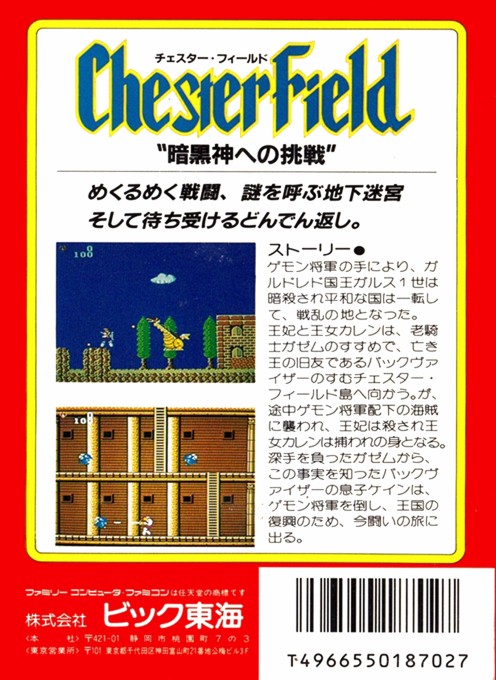 チェスター・フィールド
Chester Field
"暗黒神への挑戦"
めくるめく戦闘、謎を呼ぶ地下迷宮
そして待ち受けるどんでん返し。
0
100
0
100
ストーリー●
ゲモン将軍の手により、ガ
ルドレド国王ガルス1世は
暗殺され平和な国は一転し
て、戦乱の地となった。
王妃と王女カレンは、老騎
士ガゼムのすすめで、亡き
王の旧友であるバックヴァ
イザーのすむチェスター・
フィールド島へ向かう。が、
途中ゲモン将軍配下の海賊
に襲われ、王妃は殺され王
女カレンは捕われの身となる。
深手を負ったガゼムから、
この事実を知ったバックヴ
ァイザーの息子ケインは、
ゲモン将軍を倒し、王国の
復興のため、今闘いの旅に
出る。
ファミリー コンピュータ・ファミコンは任天堂の商標です
株式会社 ビック東海
〈本 社〉〒421-01 静岡市桃園町7の3
〈東京営業所〉〒101 東京都千代田区神田富山町21番地公楠ビル3F
T4966550187027